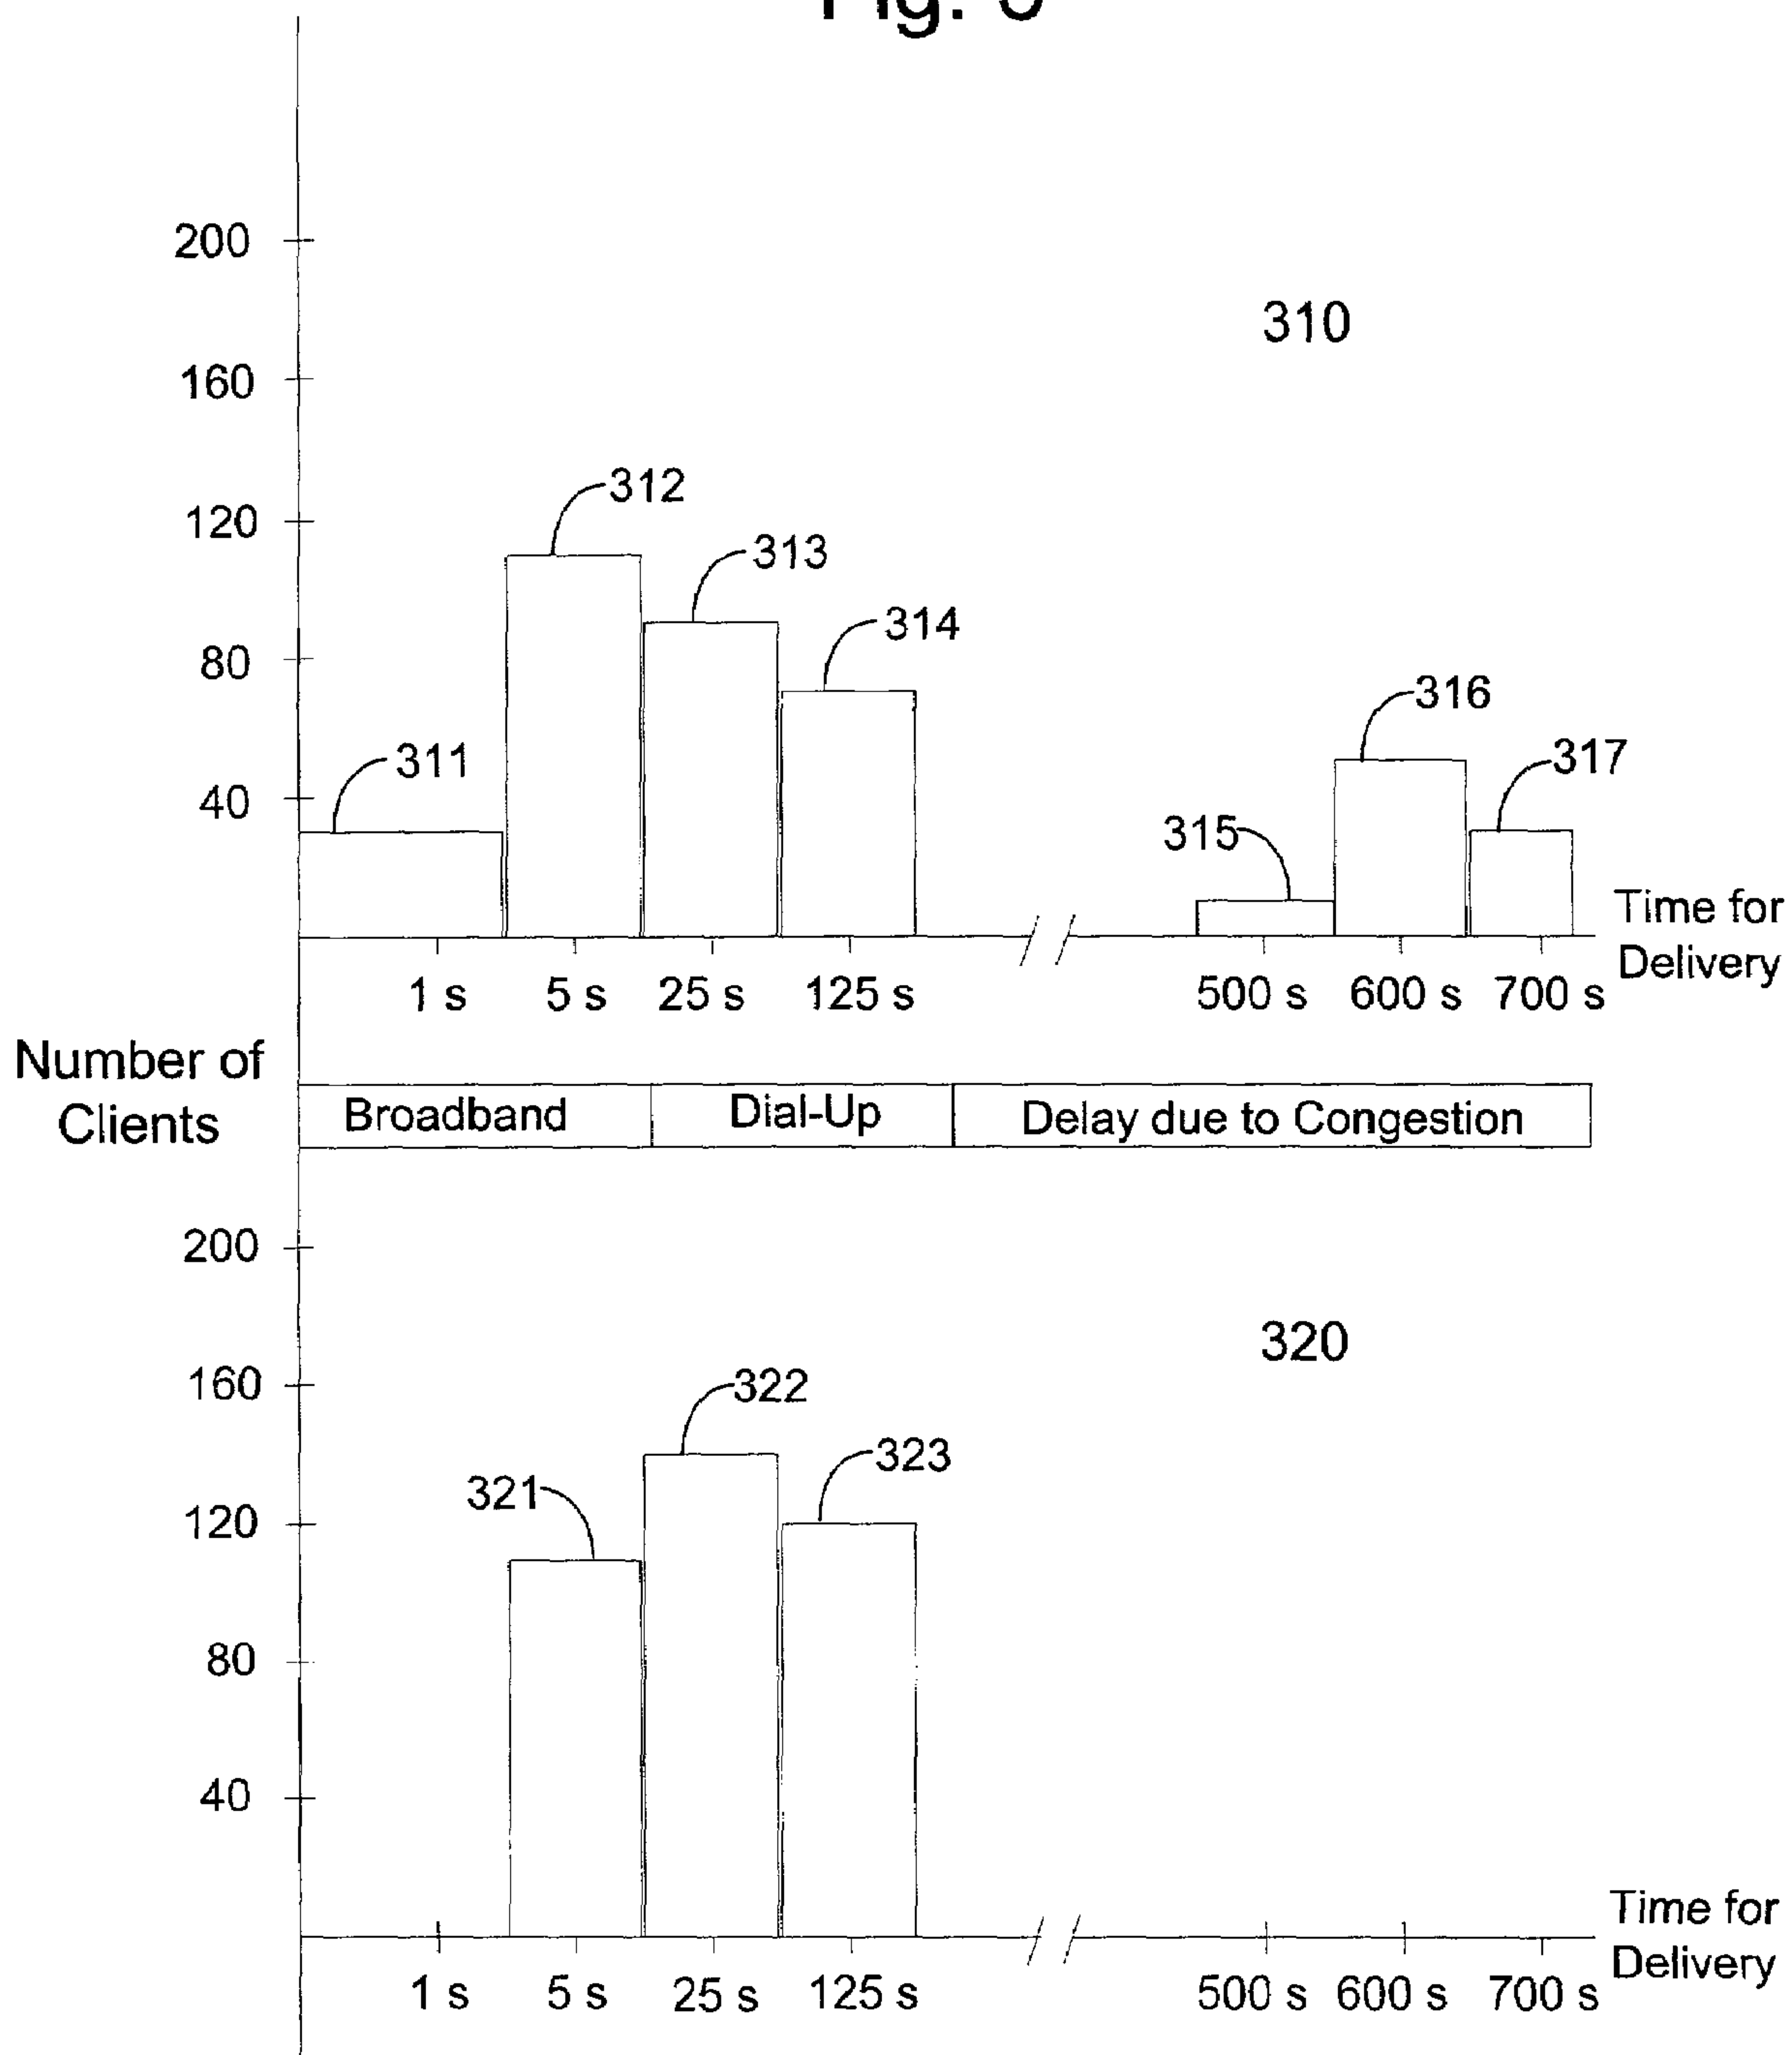 200
310
160
312
120
313
314
80
316
311
317
40
315
Time for
Delivery
1 s 5 s 25 s 125 s 500 s 600 s 700 s
Number of
Clients
Broadband Dial-Up Delay due to Congestion
200
320
160
322
323
321
120
80
40
Time for
Delivery
1 s 5 s 25 s 125 s 500 s 600 s 700 s